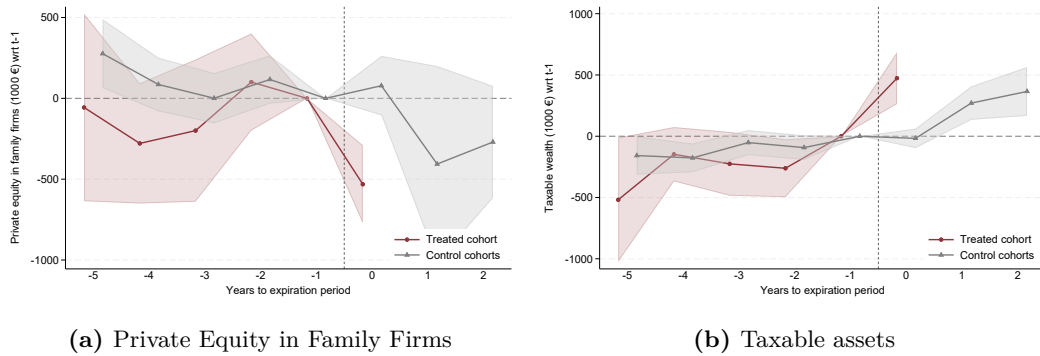 Private equity in family firms (1000 €) wrt t-1
500
0
-500
-1000
-5 -4 -3 -2 -1 0 1 2
Years to expiration period
Treated cohort
Control cohorts
(a) Private Equity in Family Firms
Taxable wealth (1000 €) wrt t-1
1000
500
0
-500
-1000
-5 -4 -3 -2 -1 0 1 2
Years to expiration period
Treated cohort
Control cohorts
(b) Taxable assets